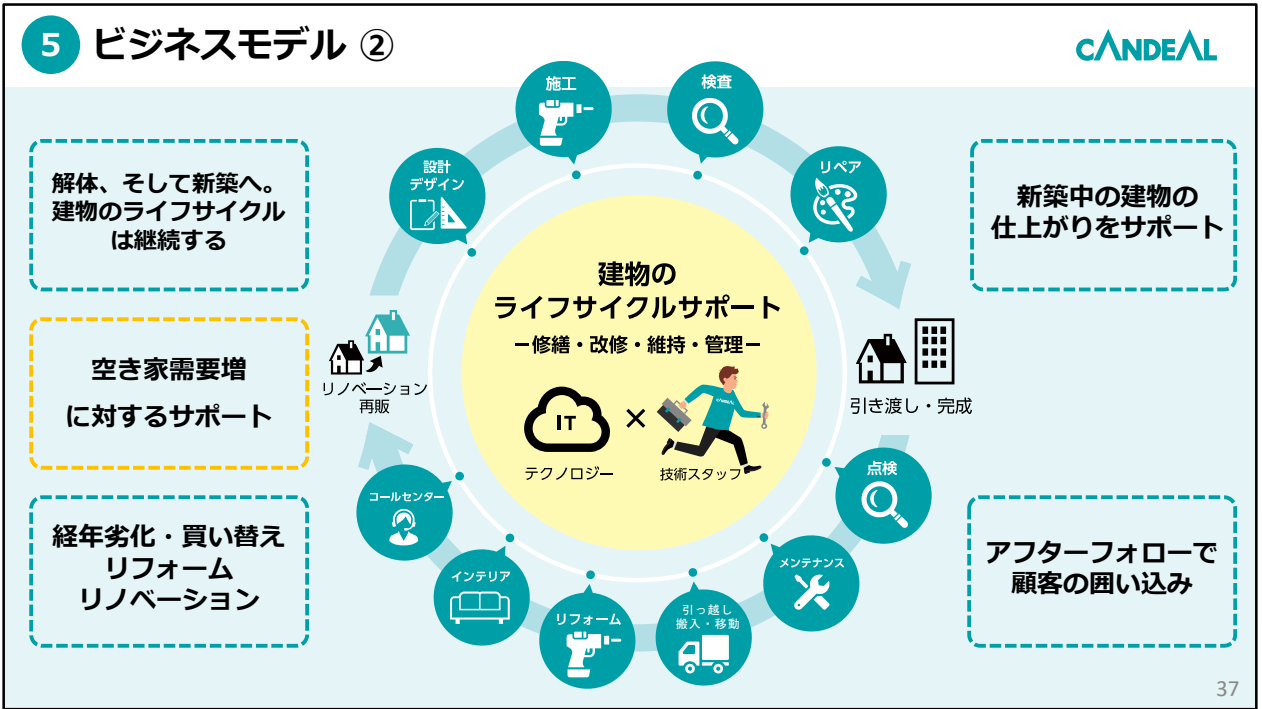 5 ビジネスモデル ②
CANDEAL
解体、そして新築へ。
建物のライフサイクル
は継続する
空き家需要増
に対するサポート
経年劣化・買い替え
リフォーム
リノベーション
設計
デザイン
施工
検査
リペア
引き渡し・完成
点検
メンテナンス
引っ越し
搬入・移動
リフォーム
インテリア
コールセンター
リノベーション
再販
建物の
ライフサイクルサポート
ー修繕・改修・維持・管理ー
IT
×
CANDEAL
テクノロジー
技術スタッフ
新築中の建物の
仕上がりをサポート
アフターフォローで
顧客の囲い込み
37